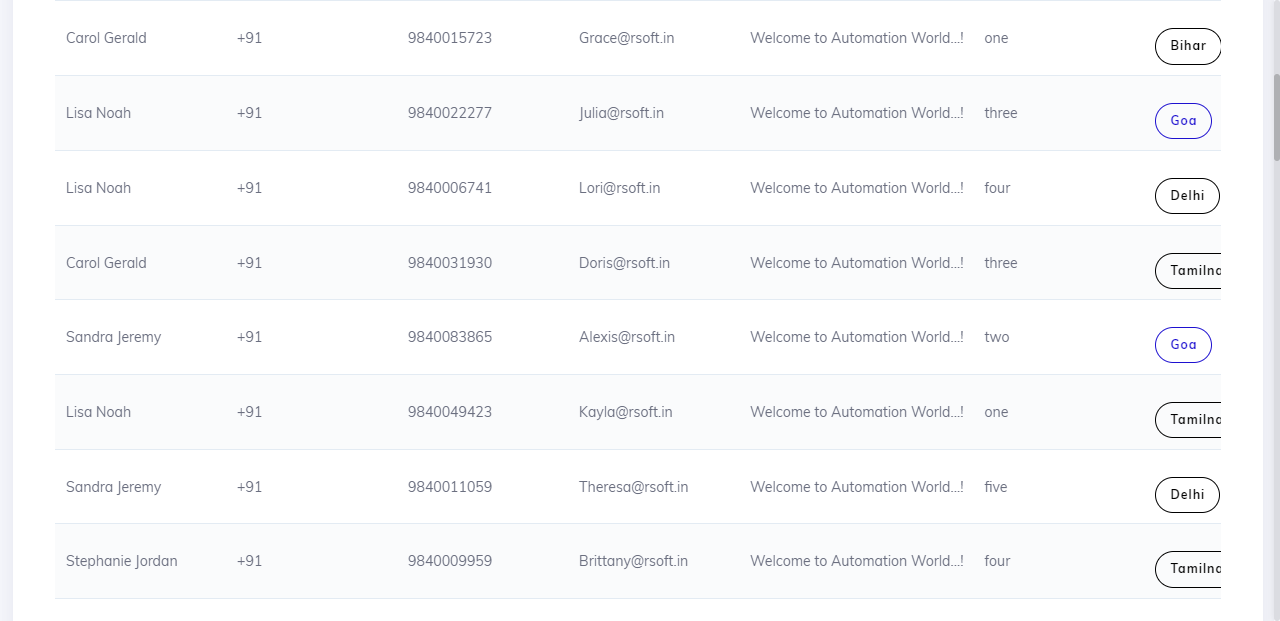 Carol Gerald +91 9840015723 Grace@rsoft.in Welcome to Automation World...! one Bihar
Lisa Noah +91 9840022277 Julia@rsoft.in Welcome to Automation World...! three Goa
Lisa Noah +91 9840006741 Lori@rsoft.in Welcome to Automation World...! four Delhi
Carol Gerald +91 9840031930 Doris@rsoft.in Welcome to Automation World...! three
Sandra Jeremy +91 9840083865 Alexis@rsoft.in Welcome to Automation World...! two Goa
Lisa Noah +91 9840049423 Kayla@rsoft.in Welcome to Automation World...! one
Sandra Jeremy +91 9840011059 Theresa@rsoft.in Welcome to Automation World...! five Delhi
Stephanie Jordan +91 9840009959 Brittany@rsoft.in Welcome to Automation World...! four